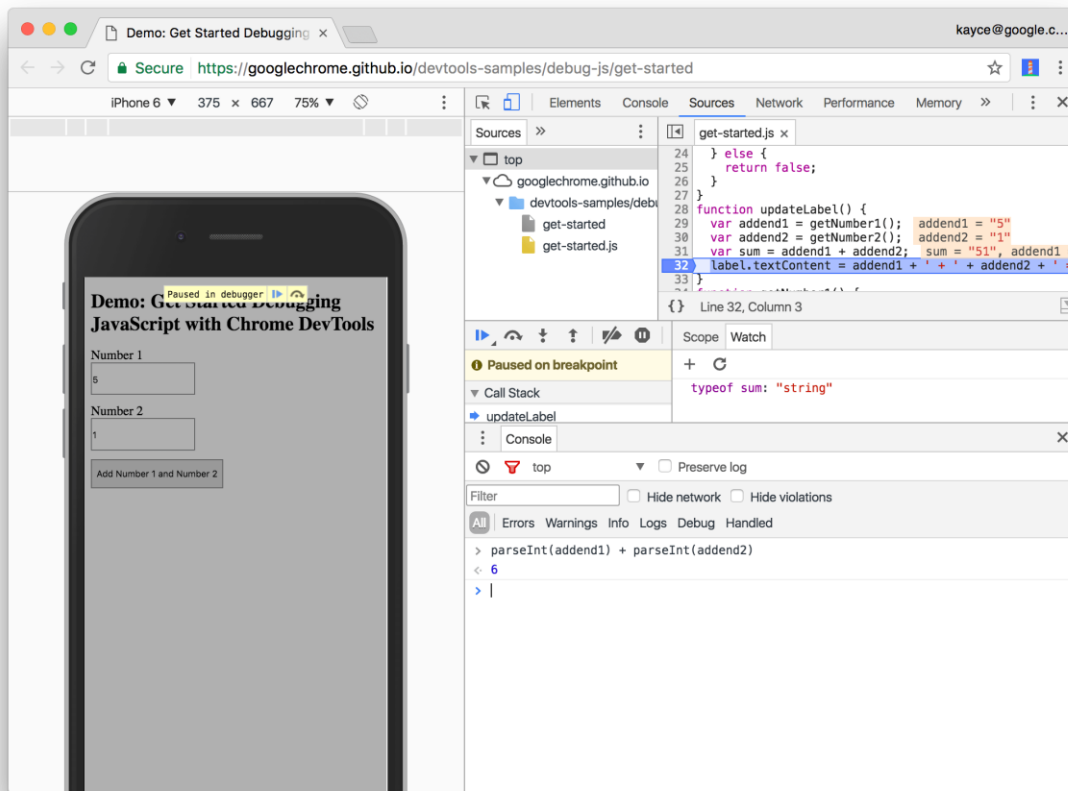 Demo: Get Started Debugging ×
kayce@google.c...
Secure https://googlechrome.github.io/devtools-samples/debug-js/get-started
iPhone 6 ▼ 375 × 667 75% ▼
Elements Console Sources Network Performance Memory »
Sources »
get-started.js ×
top
googlechrome.github.io
devtools-samples/debu
get-started
get-started.js
24 } else {
25 return false;
26 }
27 }
28 function updateLabel() {
29 var addend1 = getNumber1(); addend1 = "5"
30 var addend2 = getNumber2(); addend2 = "1"
31 var sum = addend1 + addend2; sum = "51", addend1
32 label.textContent = addend1 + ' + ' + addend2 + ' =
33 }
{} Line 32, Column 3
Paused in debugger
Demo: Get Started Debugging
JavaScript with Chrome DevTools
Number 1
5
Number 2
1
Add Number 1 and Number 2
Paused on breakpoint
Call Stack
updateLabel
Scope Watch
typeof sum: "string"
Console
top ▼ Preserve log
Filter Hide network Hide violations
All Errors Warnings Info Logs Debug Handled
> parseInt(addend1) + parseInt(addend2)
6
>